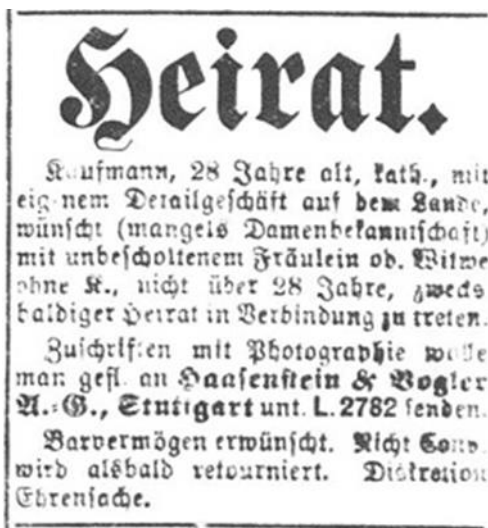 Heirat.
Kaufmann, 28 Jahre alt, kath., mit
eignem Detailgeschäft auf dem Lande,
wünscht (mangels Damenbekanntschaft)
mit unbescholtenem Fräulein od. Witwe
ohne K., nicht über 28 Jahre, zwecks
baldiger Heirat in Verbindung zu treten.
Zuschriften mit Photographie wolle
man gefl. an Haasenstein & Vogler
A.-G., Stuttgart unt. L. 2782 senden.
Barvermögen erwünscht. Nicht Conv.
wird alsbald retourniert. Diskretion
Ehrensache.